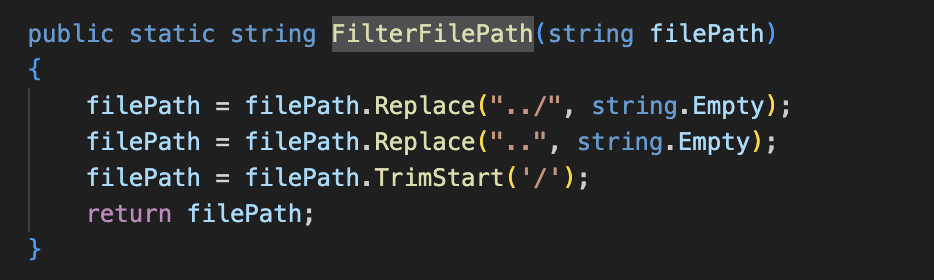 public static string FilterFilePath(string filePath)
{
    filePath = filePath.Replace("../", string.Empty);
    filePath = filePath.Replace("..", string.Empty);
    filePath = filePath.TrimStart('/');
    return filePath;
}